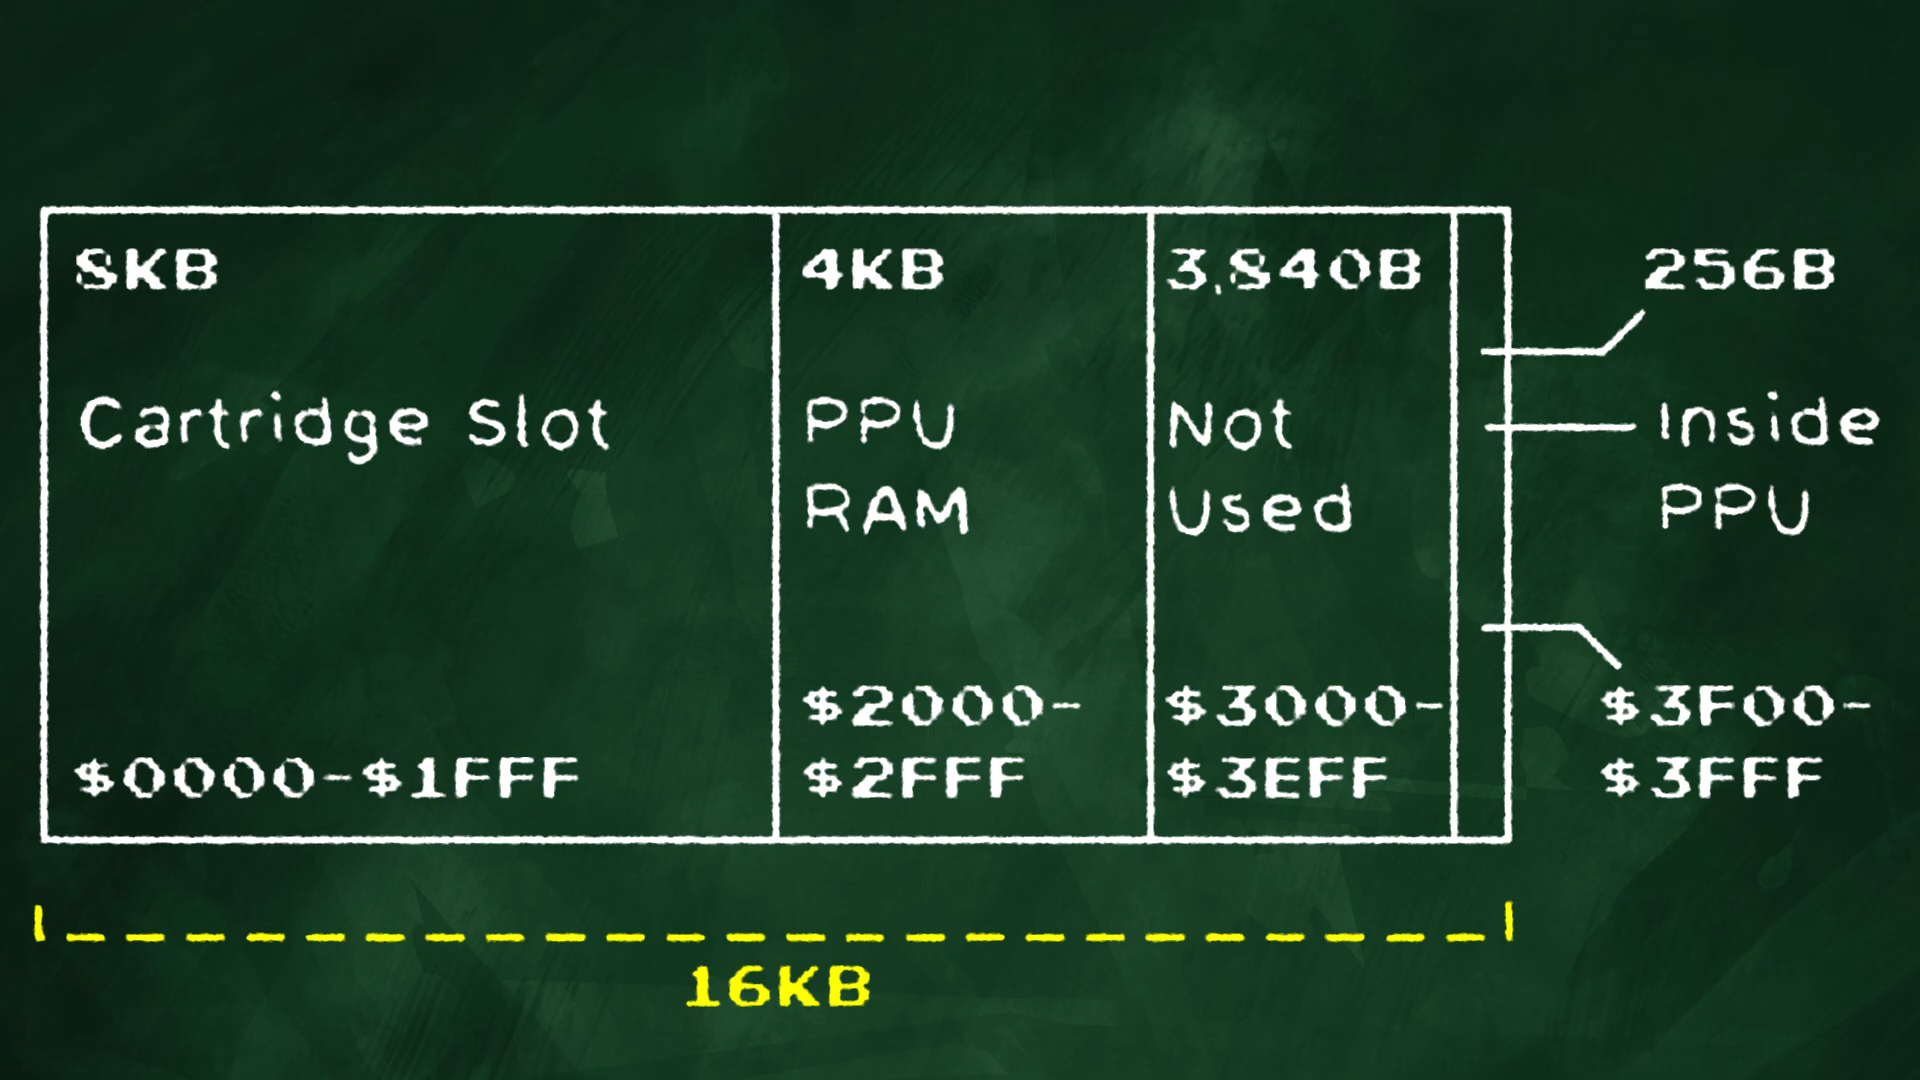 8KB
Cartridge Slot
$0000-$1FFF
4KB
PPU
RAM
$2000-
$2FFF
3,840B
Not
Used
$3000-
$3EFF
256B
Inside
PPU
$3F00-
$3FFF
16KB